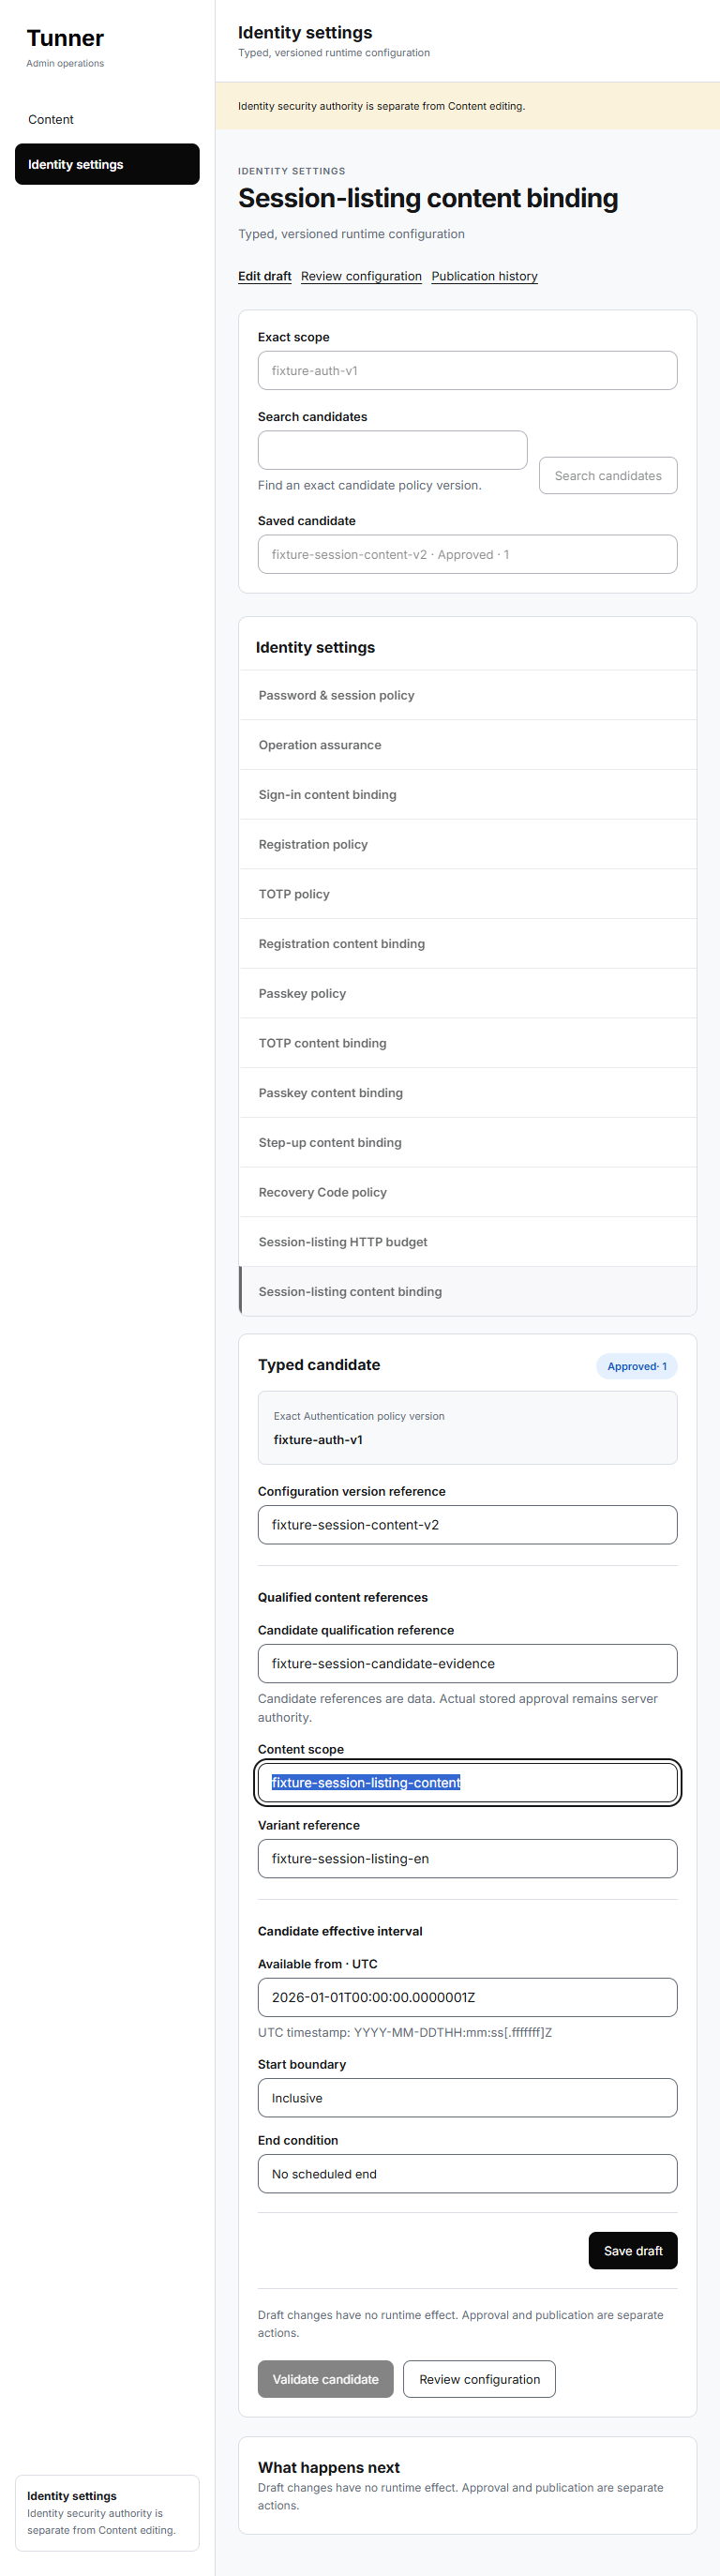 Tunner
Admin operations
Content
Identity settings
Identity settings
Identity security authority is
separate from Content editing.
Identity settings
Typed, versioned runtime configuration
Identity security authority is separate from Content editing.
IDENTITY SETTINGS
Session-listing content binding
Typed, versioned runtime configuration
Edit draft Review configuration Publication history
Exact scope
fixture-auth-v1
Search candidates
Find an exact candidate policy version.
Search candidates
Saved candidate
fixture-session-content-v2 · Approved · 1
Identity settings
Password & session policy
Operation assurance
Sign-in content binding
Registration policy
TOTP policy
Registration content binding
Passkey policy
TOTP content binding
Passkey content binding
Step-up content binding
Recovery Code policy
Session-listing HTTP budget
Session-listing content binding
Typed candidate
Approved· 1
Exact Authentication policy version
fixture-auth-v1
Configuration version reference
fixture-session-content-v2
Qualified content references
Candidate qualification reference
fixture-session-candidate-evidence
Candidate references are data. Actual stored approval remains server
authority.
Content scope
fixture-session-listing-content
Variant reference
fixture-session-listing-en
Candidate effective interval
Available from · UTC
2026-01-01T00:00:00.0000001Z
UTC timestamp: YYYY-MM-DDTHH:mm:ss[.fffffff]Z
Start boundary
Inclusive
End condition
No scheduled end
Save draft
Draft changes have no runtime effect. Approval and publication are separate
actions.
Validate candidate Review configuration
What happens next
Draft changes have no runtime effect. Approval and publication are separate
actions.